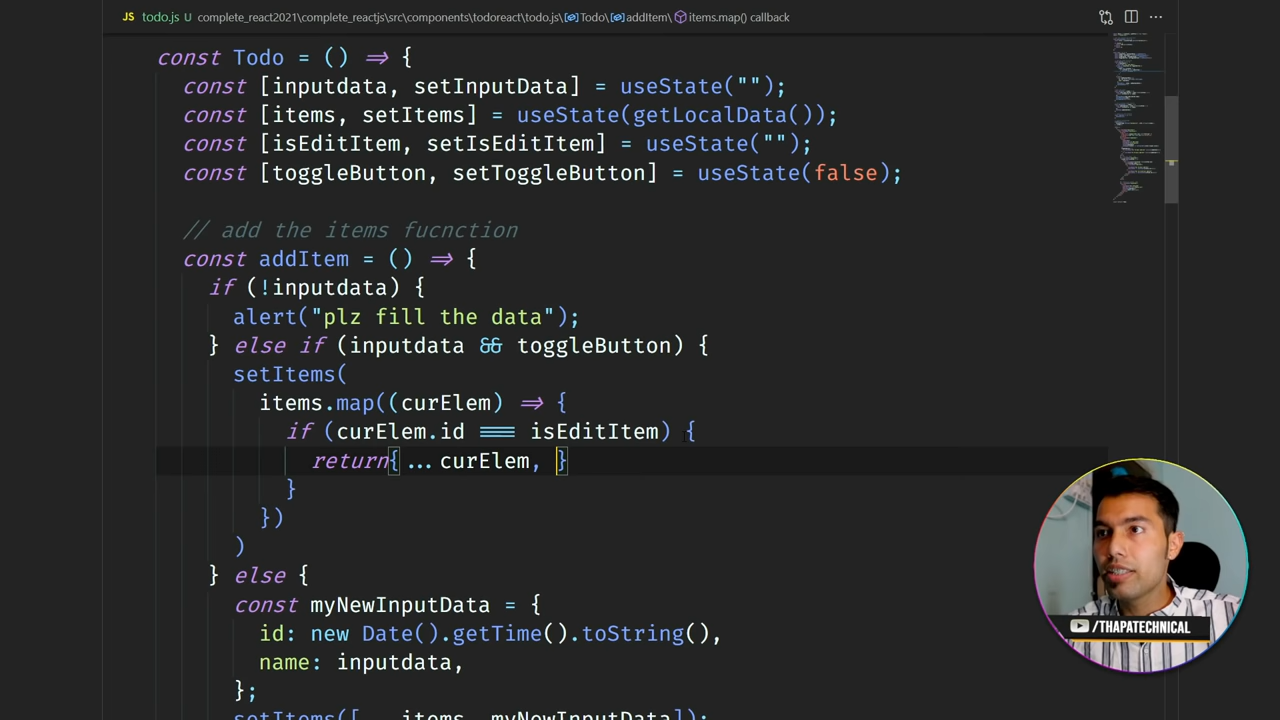 JS todo.js U complete_react2021\complete_reactjs\src\components\todoreact\todo.js\Todo\addItem\items.map() callback
const Todo = () => {
const [inputdata, setInputData] = useState("");
const [items, setItems] = useState(getLocalData());
const [isEditItem, setIsEditItem] = useState("");
const [toggleButton, setToggleButton] = useState(false);
// add the items fucnction
const addItem = () => {
if (!inputdata) {
alert("plz fill the data");
} else if (inputdata && toggleButton) {
setItems(
items.map((curElem) => {
if (curElem.id === isEditItem) {
return{ ...curElem, }
}
})
)
} else {
const myNewInputData = {
id: new Date().getTime().toString(),
name: inputdata,
};
setItems([...items, myNewInputData]);
/THAPATECHNICAL